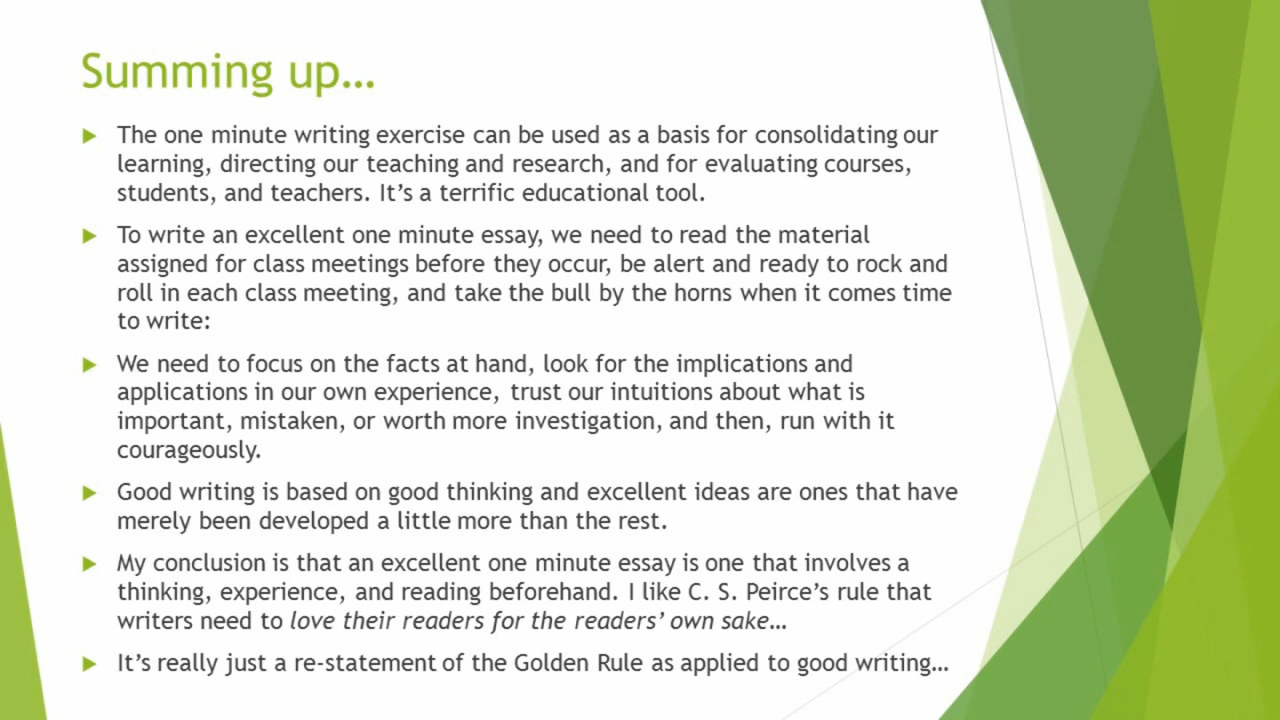 Summing up…
The one minute writing exercise can be used as a basis for consolidating our
learning, directing our teaching and research, and for evaluating courses,
students, and teachers. It’s a terrific educational tool.
To write an excellent one minute essay, we need to read the material
assigned for class meetings before they occur, be alert and ready to rock and
roll in each class meeting, and take the bull by the horns when it comes time
to write:
We need to focus on the facts at hand, look for the implications and
applications in our own experience, trust our intuitions about what is
important, mistaken, or worth more investigation, and then, run with it
courageously.
Good writing is based on good thinking and excellent ideas are ones that have
merely been developed a little more than the rest.
My conclusion is that an excellent one minute essay is one that involves a
thinking, experience, and reading beforehand. I like C. S. Peirce’s rule that
writers need to love their readers for the readers’ own sake…
It’s really just a re-statement of the Golden Rule as applied to good writing…